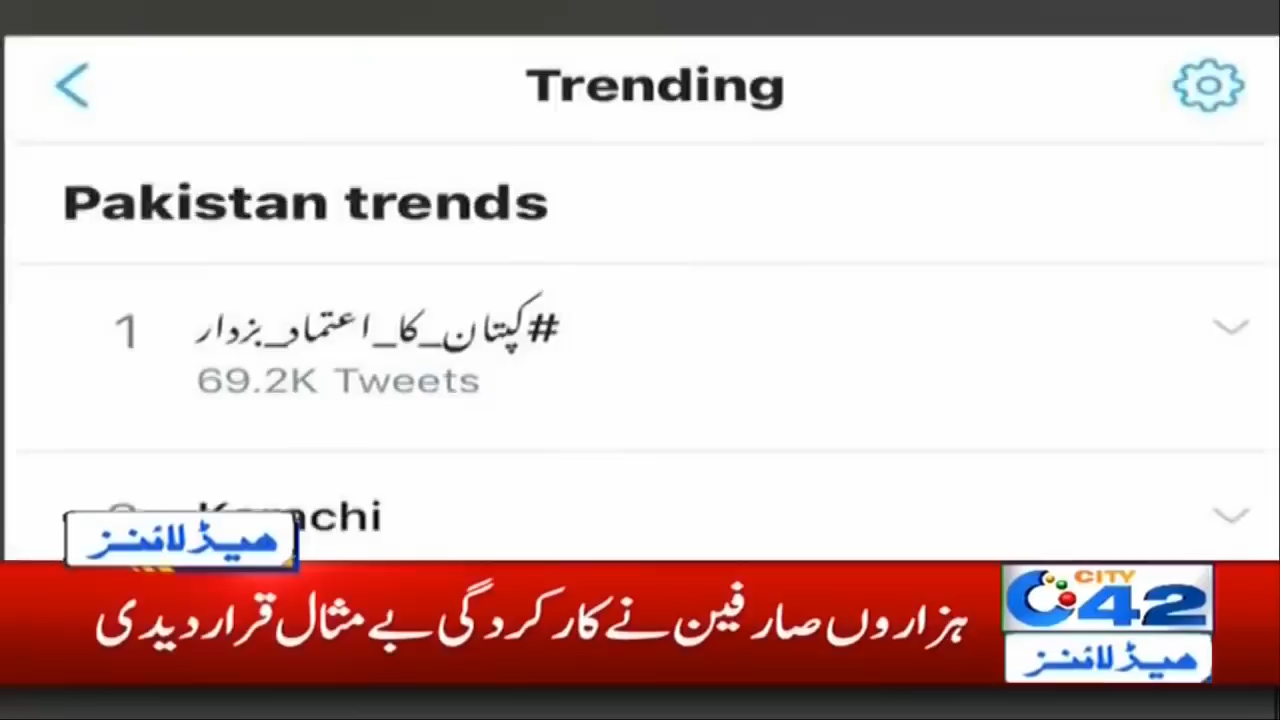 Trending
Pakistan trends
1
#کپتان_کا_اعتماد_بزدار
69.2K Tweets
Karachi
ہیڈلائنز
ہزاروں صارفین نے کارکردگی بے مثال قرار دیدی
CITY
42
ہیڈلائنز